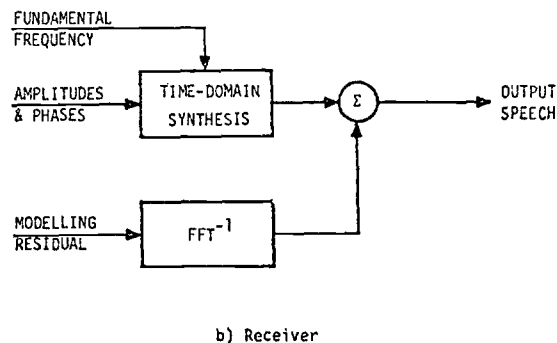 FUNDAMENTAL
FREQUENCY
AMPLITUDES
& PHASES
TIME-DOMAIN
SYNTHESIS
Σ
OUTPUT
SPEECH
MODELLING
RESIDUAL
FFT⁻¹
b) Receiver